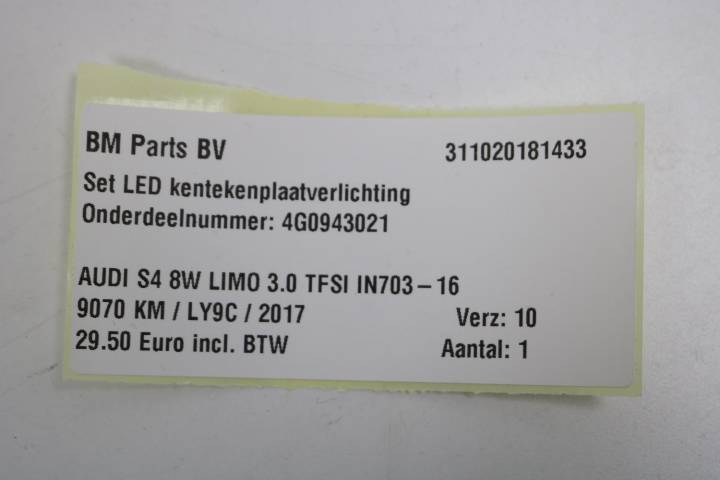 BM Parts BV 311020181433
Set LED kentekenplaatverlichting
Onderdeelnummer: 4G0943021
AUDI S4 8W LIMO 3.0 TFSI IN703-16
9070 KM / LY9C / 2017 Verz: 10
29.50 Euro incl. BTW Aantal: 1